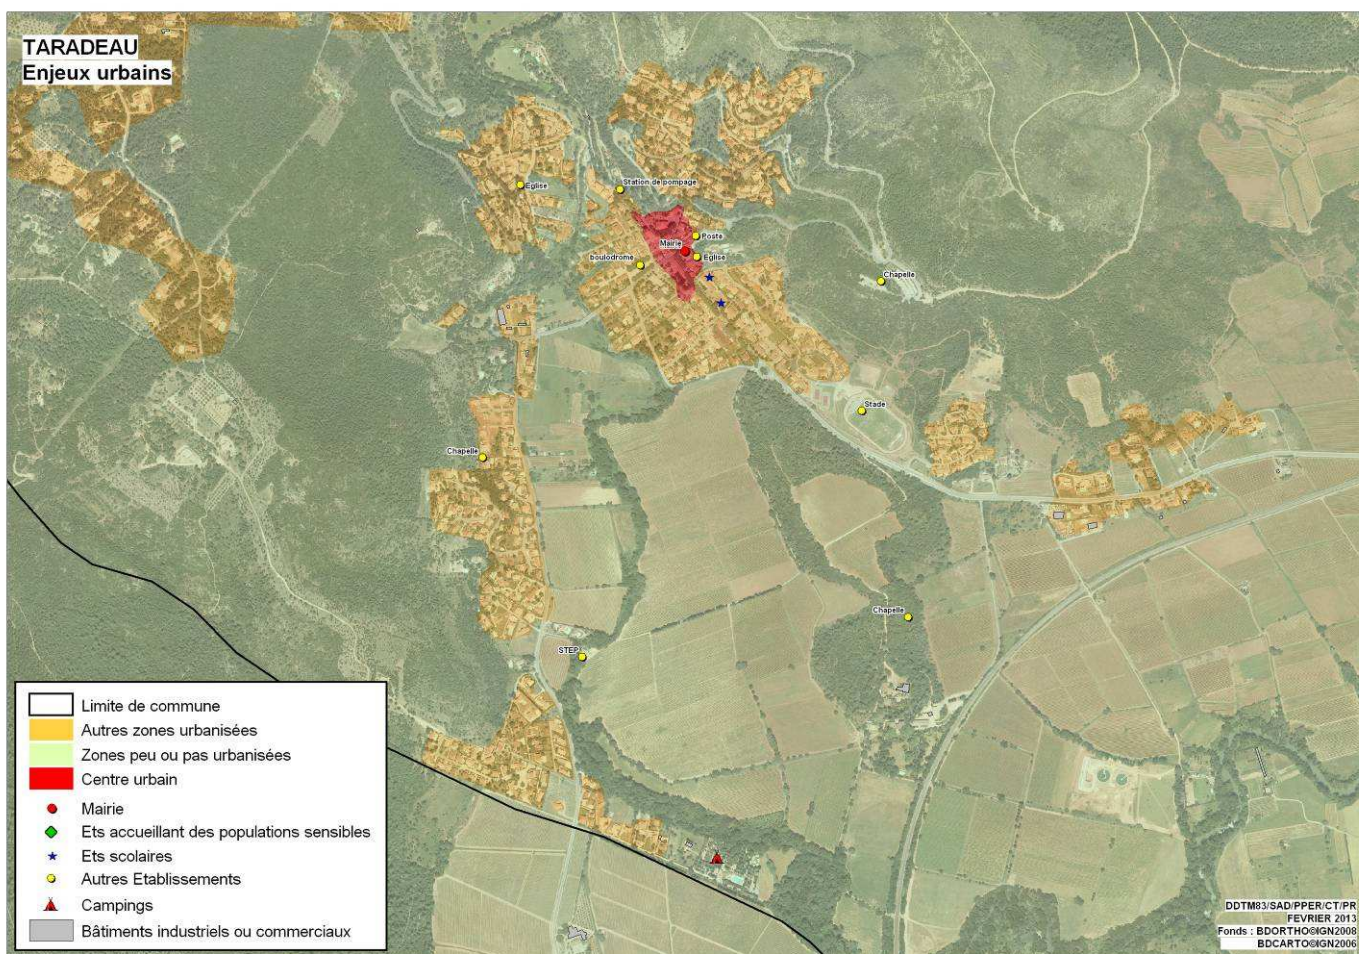 TARADEAU
Enjeux urbains
Eglise
Station de pompage
Poste
Mairie
Eglise
boulodrome
Chapelle
Stade
Chapelle
Chapelle
STEP
Limite de commune
Autres zones urbanisées
Zones peu ou pas urbanisées
Centre urbain
Mairie
Ets accueillant des populations sensibles
Ets scolaires
Autres Etablissements
Campings
Bâtiments industriels ou commerciaux
DDTM83/SAD/PPER/CT/PR
FEVRIER 2013
Fonds : BDORTHO©IGN2008
BDCARTO©IGN2006